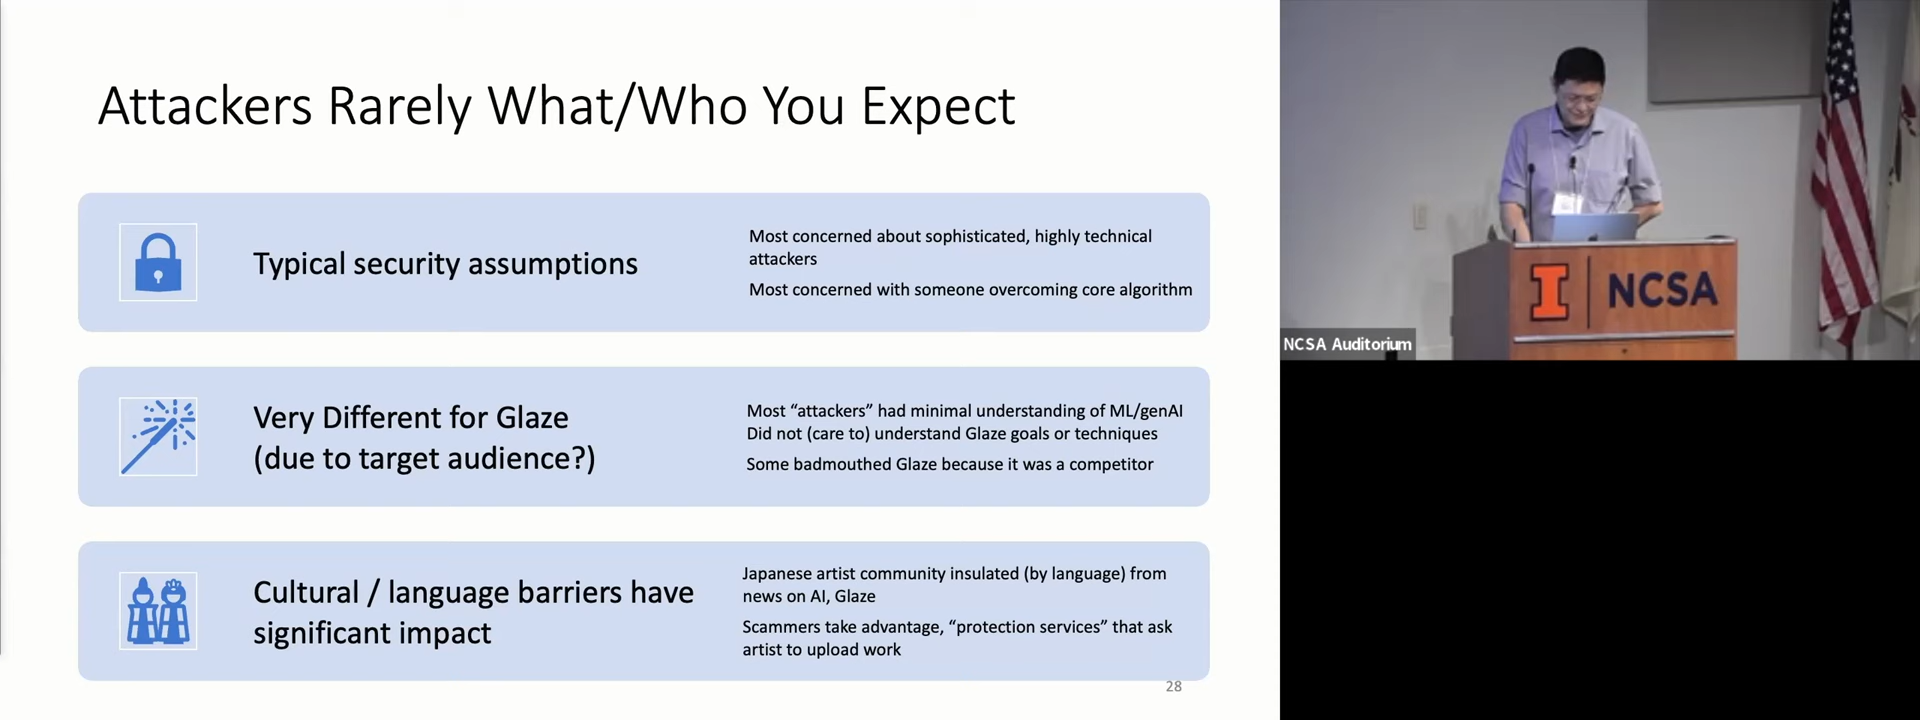 Attackers Rarely What/Who You Expect
Typical security assumptions
Most concerned about sophisticated, highly technical
attackers
Most concerned with someone overcoming core algorithm
Very Different for Glaze
(due to target audience?)
Most “attackers” had minimal understanding of ML/genAI
Did not (care to) understand Glaze goals or techniques
Some badmouthed Glaze because it was a competitor
Cultural / language barriers have
significant impact
Japanese artist community insulated (by language) from
news on AI, Glaze
Scammers take advantage, “protection services” that ask
artist to upload work
28
I NCSA
NCSA Auditorium